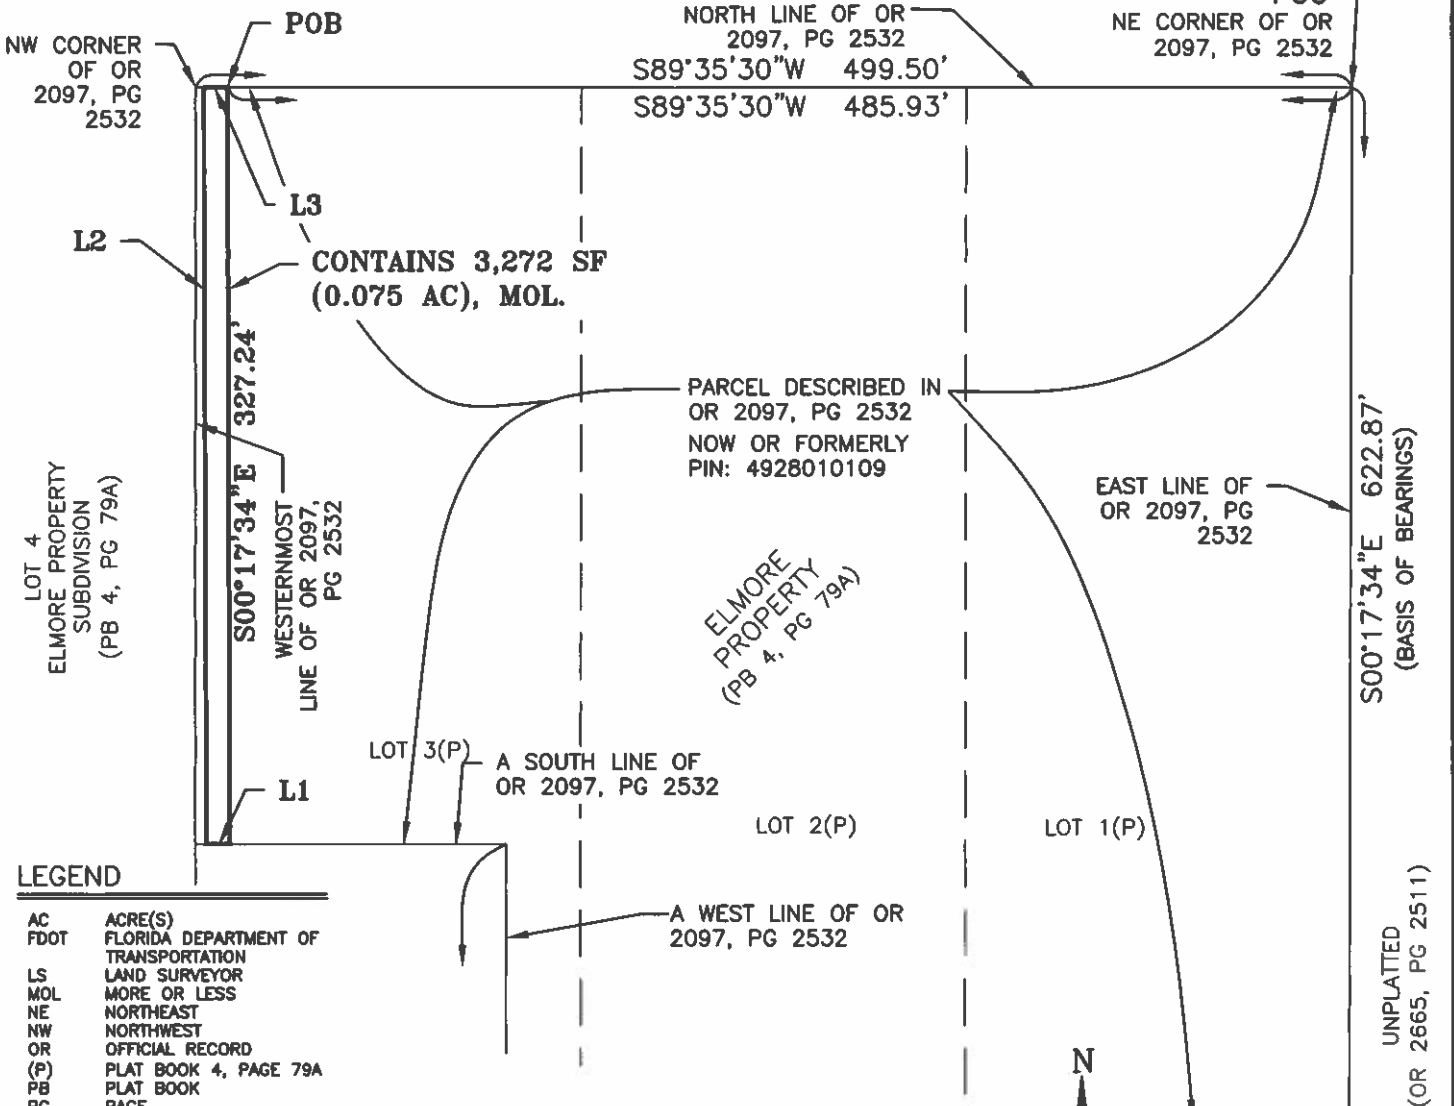 POB
NW CORNER
OF OR
2097, PG
2532
NORTH LINE OF OR
2097, PG 2532
S89°35'30"W 499.50'
S89°35'30"W 485.93'
NE CORNER OF OR
2097, PG 2532
L3
L2
CONTAINS 3,272 SF
(0.075 AC), MOL.
S00°17'34"E 327.24'
WESTERNMOST
LINE OF OR 2097,
PG 2532
LOT 4
ELMORE PROPERTY
SUBDIVISION
(PB 4, PG 79A)
PARCEL DESCRIBED IN
OR 2097, PG 2532
NOW OR FORMERLY
PIN: 4928010109
EAST LINE OF
OR 2097, PG
2532
S00°17'34"E 622.87'
(BASIS OF BEARINGS)
ELMORE
PROPERTY
(PB 4, PG 79A)
LOT 3(P)
A SOUTH LINE OF
OR 2097, PG 2532
L1
LOT 2(P)
LOT 1(P)
A WEST LINE OF OR
2097, PG 2532
UNPLATTED
(OR 2665, PG 2511)
N
LEGEND
AC ACRE(S)
FDOT FLORIDA DEPARTMENT OF
TRANSPORTATION
LS LAND SURVEYOR
MOL MORE OR LESS
NE NORTHEAST
NW NORTHWEST
OR OFFICIAL RECORD
(P) PLAT BOOK 4, PAGE 79A
PB PLAT BOOK
PG PAGE